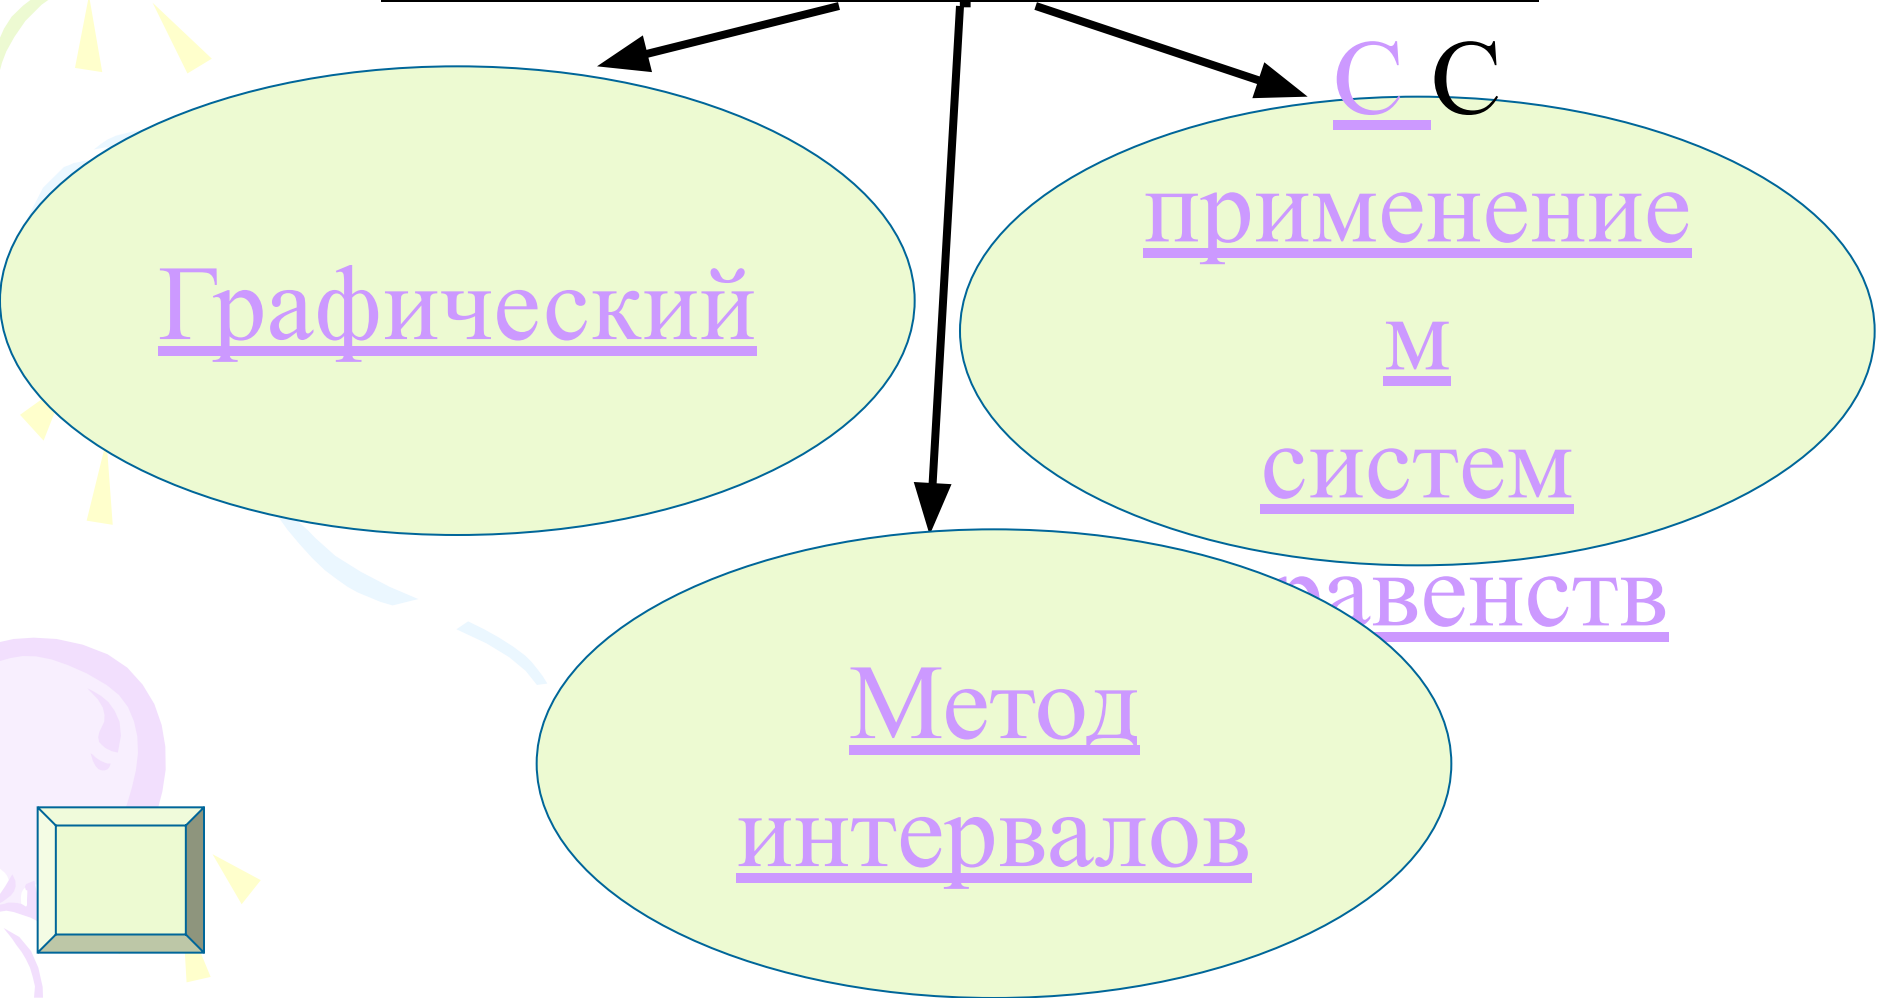 Графический
С С
применение
м
систем
равенств
Метод
интервалов